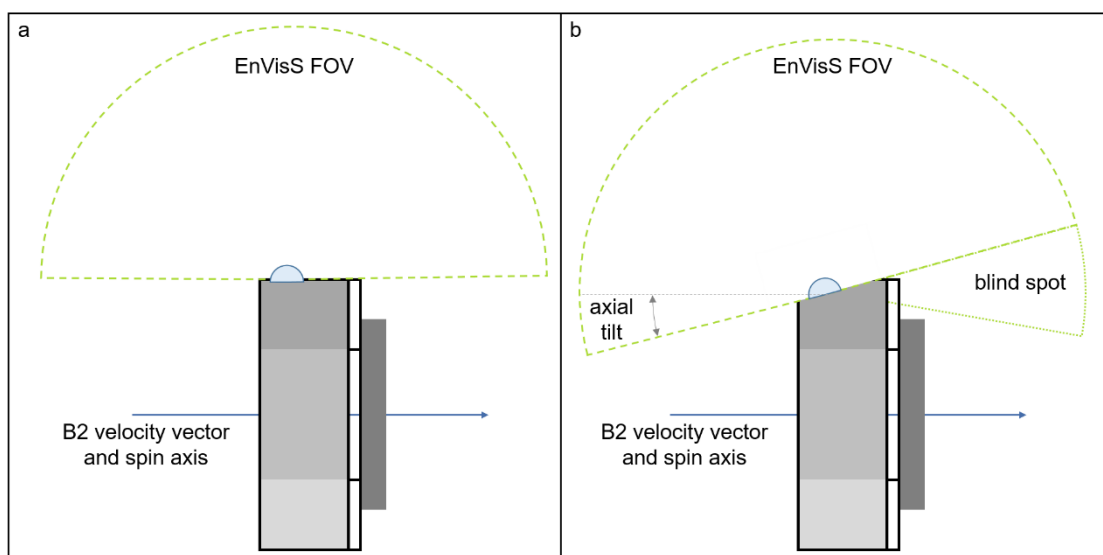 a
EnVisS FOV
B2 velocity vector
and spin axis
b
EnVisS FOV
axial
tilt
blind spot
B2 velocity vector
and spin axis